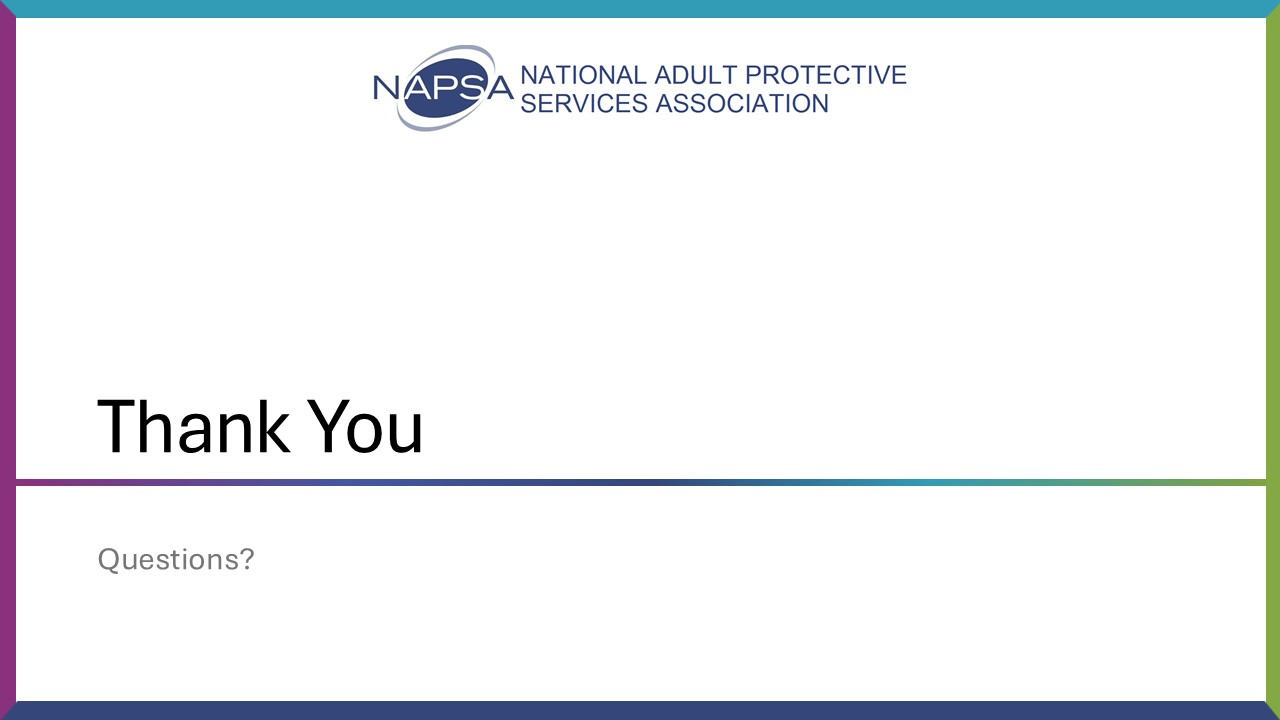 NAPSA
NATIONAL ADULT PROTECTIVE
SERVICES ASSOCIATION
Thank You
Questions?